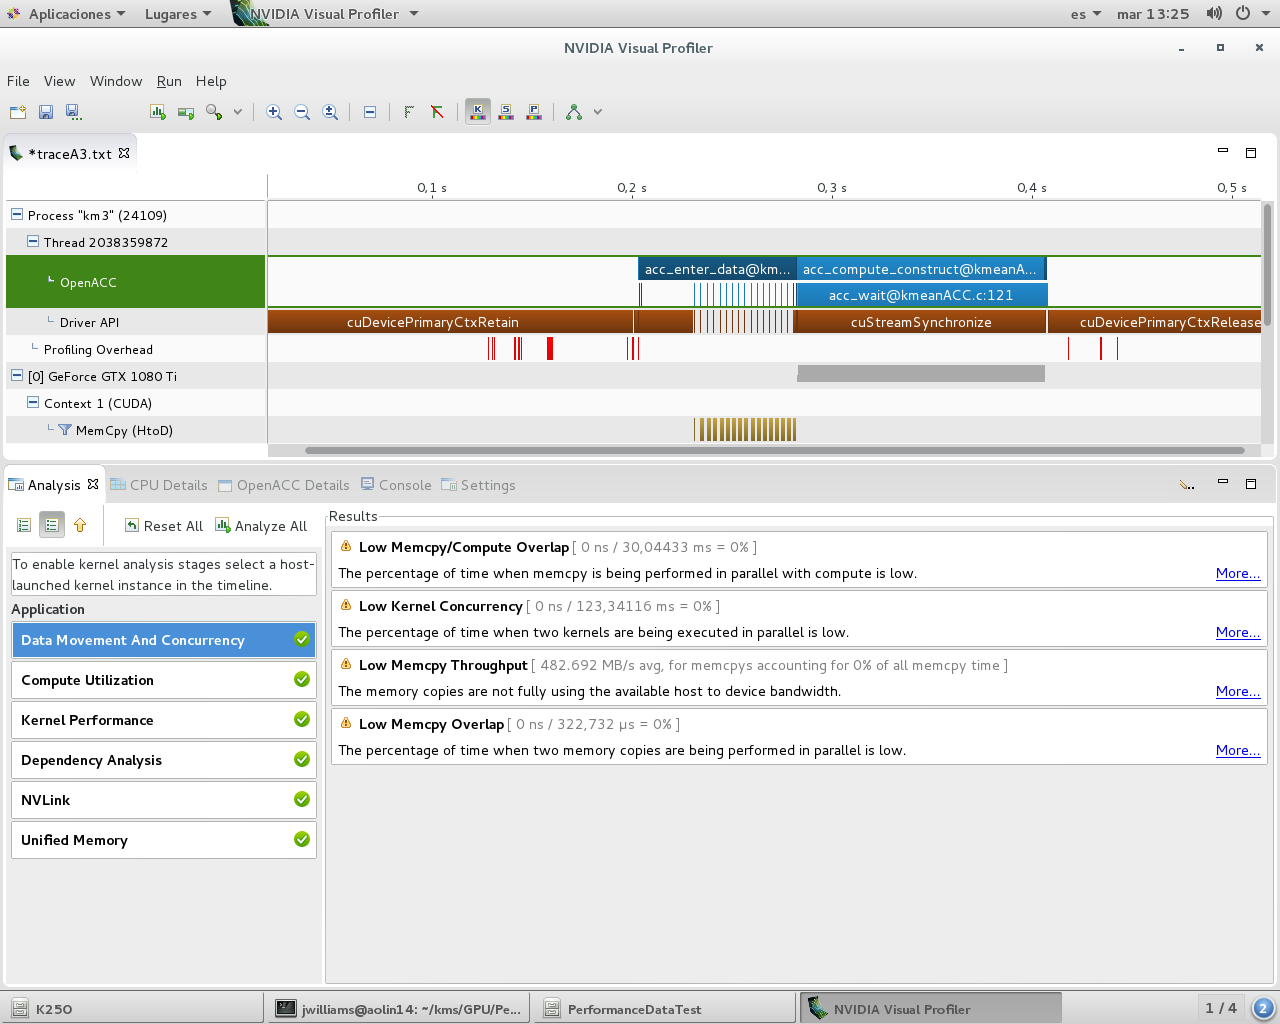 Aplicaciones Lugares NVIDIA Visual Profiler es mar 13:25
NVIDIA Visual Profiler
File View Window Run Help
K S P
*traceA3.txt
0,1 s 0,2 s 0,3 s 0,4 s 0,5 s
Process "km3" (24109)
Thread 2038359872
OpenACC
acc_enter_data@km... acc_compute_construct@kmeanA...
acc_wait@kmeanACC.c:121
Driver API cuDevicePrimaryCtxRetain cuStreamSynchronize cuDevicePrimaryCtxRelease
Profiling Overhead
[0] GeForce GTX 1080 Ti
Context 1 (CUDA)
MemCpy (HtoD)
Analysis CPU Details OpenACC Details Console Settings
Reset All Analyze All
To enable kernel analysis stages select a host-
launched kernel instance in the timeline.
Application
Data Movement And Concurrency
Compute Utilization
Kernel Performance
Dependency Analysis
NVLink
Unified Memory
Results
Low Memcpy/Compute Overlap [ 0 ns / 30,04433 ms = 0% ]
The percentage of time when memcpy is being performed in parallel with compute is low. More...
Low Kernel Concurrency [ 0 ns / 123,34116 ms = 0% ]
The percentage of time when two kernels are being executed in parallel is low. More...
Low Memcpy Throughput [ 482.692 MB/s avg, for memcpys accounting for 0% of all memcpy time ]
The memory copies are not fully using the available host to device bandwidth. More...
Low Memcpy Overlap [ 0 ns / 322,732 µs = 0% ]
The percentage of time when two memory copies are being performed in parallel is low. More...
K250 jwilliams@aolin14: ~/kms/GPU/Pe... PerformanceDataTest NVIDIA Visual Profiler 1 / 4 2